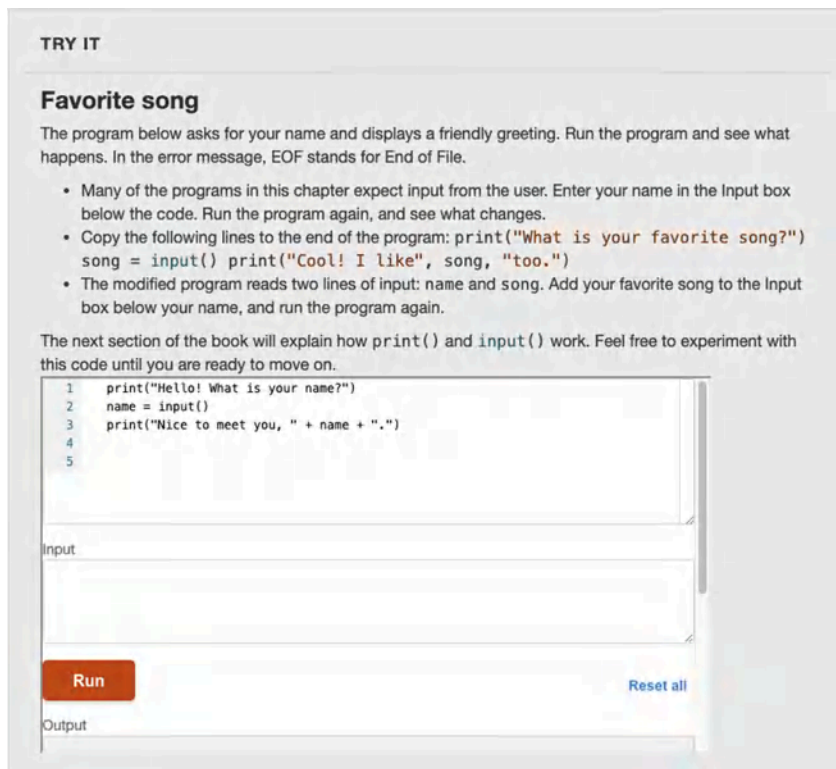 TRY IT
Favorite song
The program below asks for your name and displays a friendly greeting. Run the program and see what
happens. In the error message, EOF stands for End of File.
• Many of the programs in this chapter expect input from the user. Enter your name in the Input box
below the code. Run the program again, and see what changes.
• Copy the following lines to the end of the program: print("What is your favorite song?")
song = input() print("Cool! I like", song, "too.")
• The modified program reads two lines of input: name and song. Add your favorite song to the Input
box below your name, and run the program again.
The next section of the book will explain how print() and input() work. Feel free to experiment with
this code until you are ready to move on.
1 print("Hello! What is your name?")
2 name = input()
3 print("Nice to meet you, " + name + ".")
4
5
Input
Run
Reset all
Output